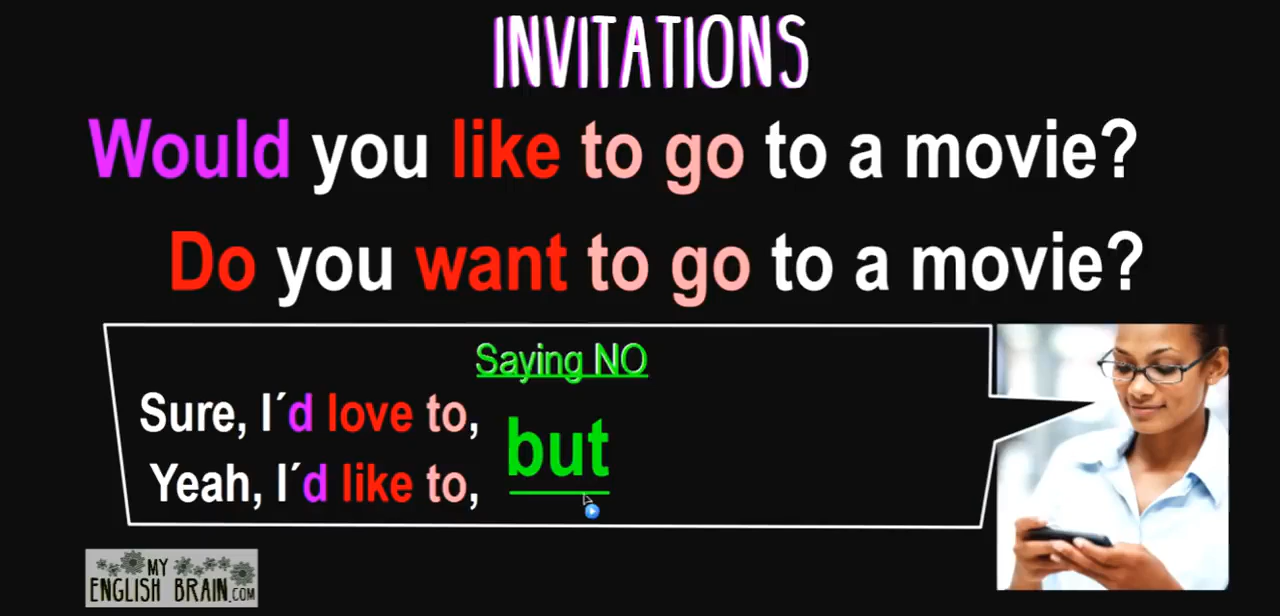 INVITATIONS
Would you like to go to a movie?
Do you want to go to a movie?
Saying NO
Sure, I´d love to,
but
Yeah, I´d like to,
MY
ENGLISH BRAIN.COM